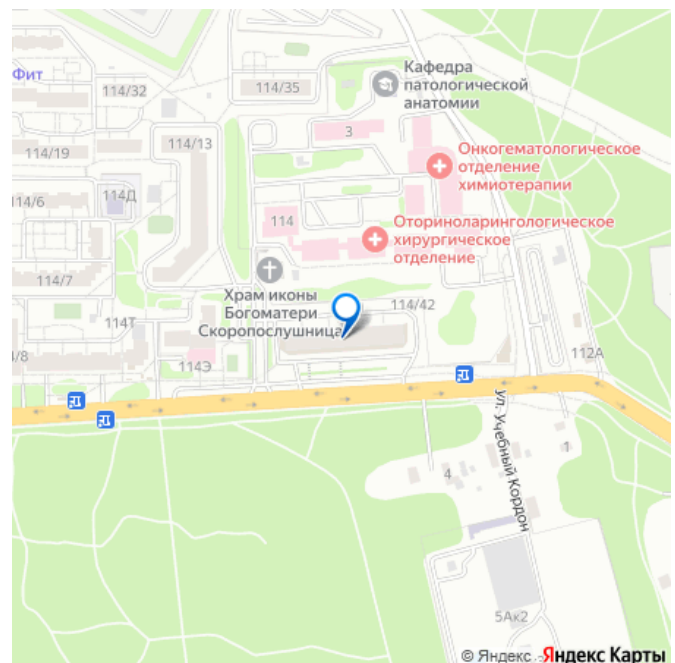 Фит
114/32
114/35
Кафедра
патологической
анатомии
3
114/13
114/19
Онкогематологическое
отделение
химиотерапии
114Д
114/6
114
Оториноларингологическое
хирургическое
отделение
114/7
Храм иконы
Богоматери
Скоропослушница
114/42
114Т
114Э
/8
112А
ул. Учебный Кордон
1
4
5Ак2
© Яндекс Яндекс Карты